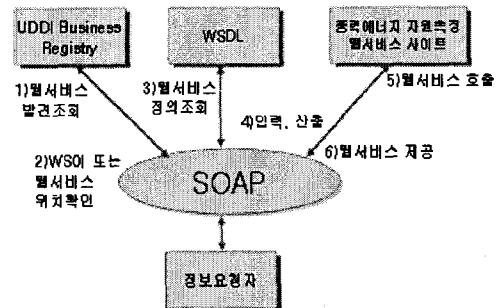 UDDI Business
Registry
WSDL
풍력에너지 자원측정
웹서비스 사이트
1)웹서비스
발견조회
3)웹서비스
정의조회
5)웹서비스 호출
4)입력, 산출
2)WSDL 또는
웹서비스
위치확인
6)웹서비스 제공
SOAP
정보요청자